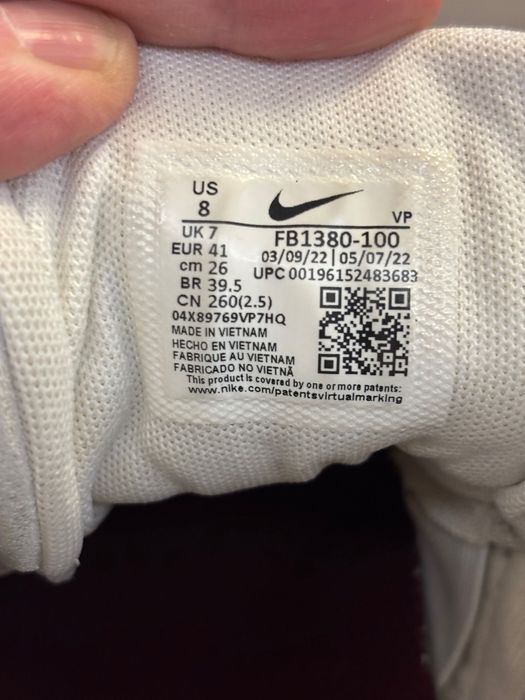 US
8
VP
UK 7
FB1380-100
EUR 41
03/09/22 | 05/07/22
cm 26
UPC 00196152483683
BR 39.5
CN 260(2.5)
04X89769VP7HQ
MADE IN VIETNAM
HECHO EN VIETNAM
FABRIQUE AU VIETNAM
FABRICADO NO VIETNÃ
This product is covered by one or more patents:
www.nike.com/patentsvirtualmarking